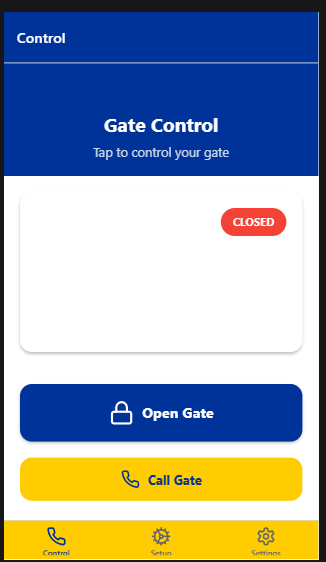 Control
Gate Control
Tap to control your gate
CLOSED
Open Gate
Call Gate
Control
Setup
Settings